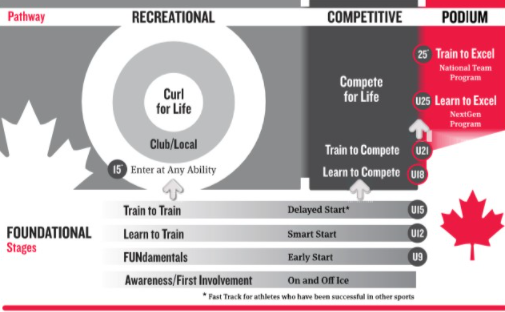 Pathway RECREATIONAL COMPETITIVE PODIUM
25+ Train to Excel
National Team
Program
U25 Learn to Excel
NextGen
Program
Curl
for Life
Club/Local
15+ Enter at Any Ability
Compete
for Life
Train to Compete U21
Learn to Compete U18
FOUNDATIONAL
Stages
Train to Train Delayed Start* U15
Learn to Train Smart Start U12
FUNdamentals Early Start U9
Awareness/First Involvement On and Off Ice
* Fast Track for athletes who have been successful in other sports